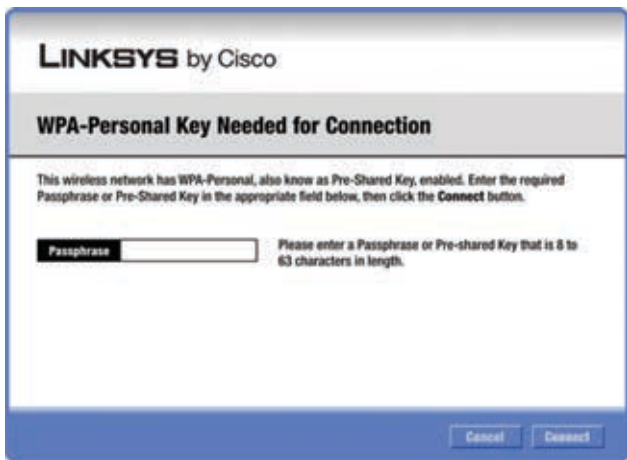 LINKSYS by Cisco
WPA-Personal Key Needed for Connection
This wireless network has WPA-Personal, also know as Pre-Shared Key, enabled. Enter the required
Passphrase or Pre-Shared Key in the appropriate field below, then click the Connect button.
Passphrase
Please enter a Passphrase or Pre-shared Key that is 8 to
63 characters in length.
Cancel
Connect